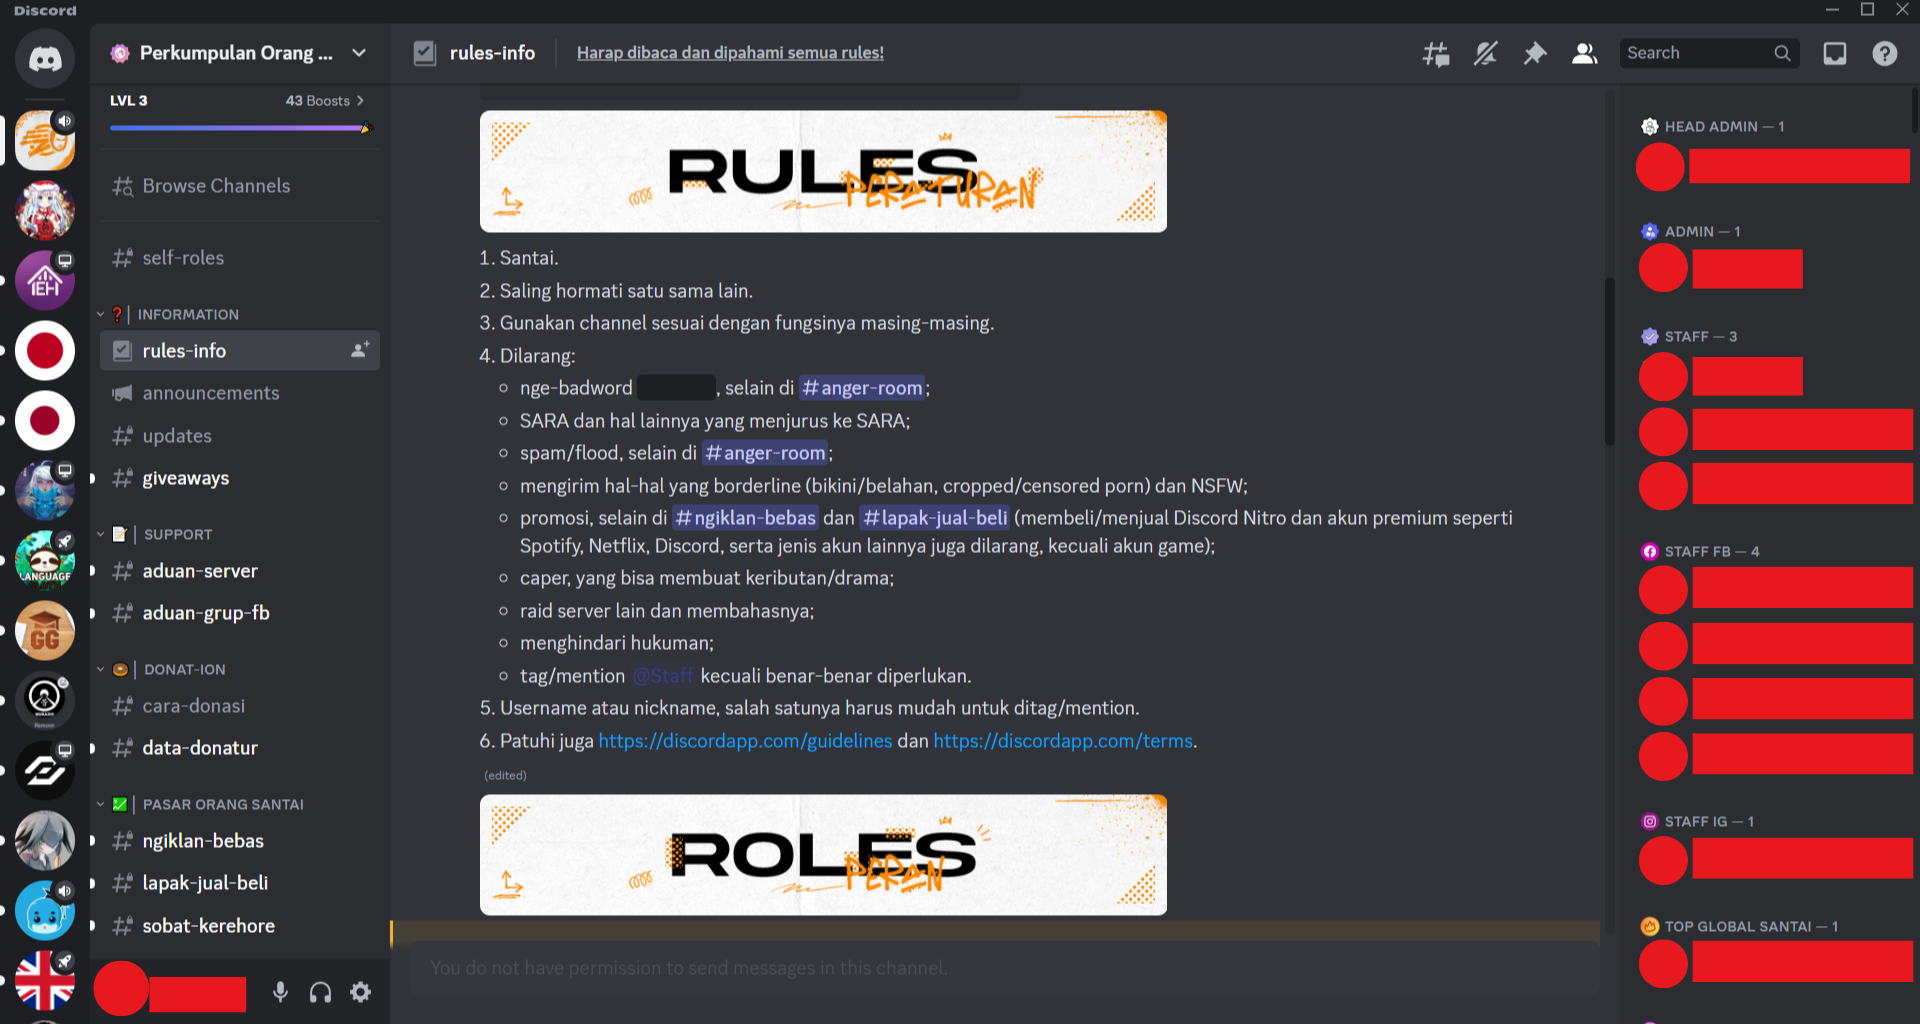 Discord
Perkumpulan Orang ...
LVL 3
43 Boosts
Browse Channels
self-roles
INFORMATION
rules-info
announcements
updates
giveaways
SUPPORT
aduan-server
aduan-grup-fb
DONAT-ION
cara-donasi
data-donatur
PASAR ORANG SANTAI
ngiklan-bebas
lapak-jual-beli
sobat-kerehore
EH
LANGUAGE
GG
rules-info
Harap dibaca dan dipahami semua rules!
Search
RULES
PERATURAN
1. Santai.
2. Saling hormati satu sama lain.
3. Gunakan channel sesuai dengan fungsinya masing-masing.
4. Dilarang:
nge-badword , selain di #anger-room;
SARA dan hal lainnya yang menjurus ke SARA;
spam/flood, selain di #anger-room;
mengirim hal-hal yang borderline (bikini/belahan, cropped/censored porn) dan NSFW;
promosi, selain di #ngiklan-bebas dan #lapak-jual-beli (membeli/menjual Discord Nitro dan akun premium seperti
Spotify, Netflix, Discord, serta jenis akun lainnya juga dilarang, kecuali akun game);
caper, yang bisa membuat keributan/drama;
raid server lain dan membahasnya;
menghindari hukuman;
tag/mention @Staff kecuali benar-benar diperlukan.
5. Username atau nickname, salah satunya harus mudah untuk ditag/mention.
6. Patuhi juga https://discordapp.com/guidelines dan https://discordapp.com/terms.
(edited)
ROLES
PERAN
You do not have permission to send messages in this channel.
HEAD ADMIN — 1
ADMIN — 1
STAFF — 3
STAFF FB — 4
STAFF IG — 1
TOP GLOBAL SANTAI — 1